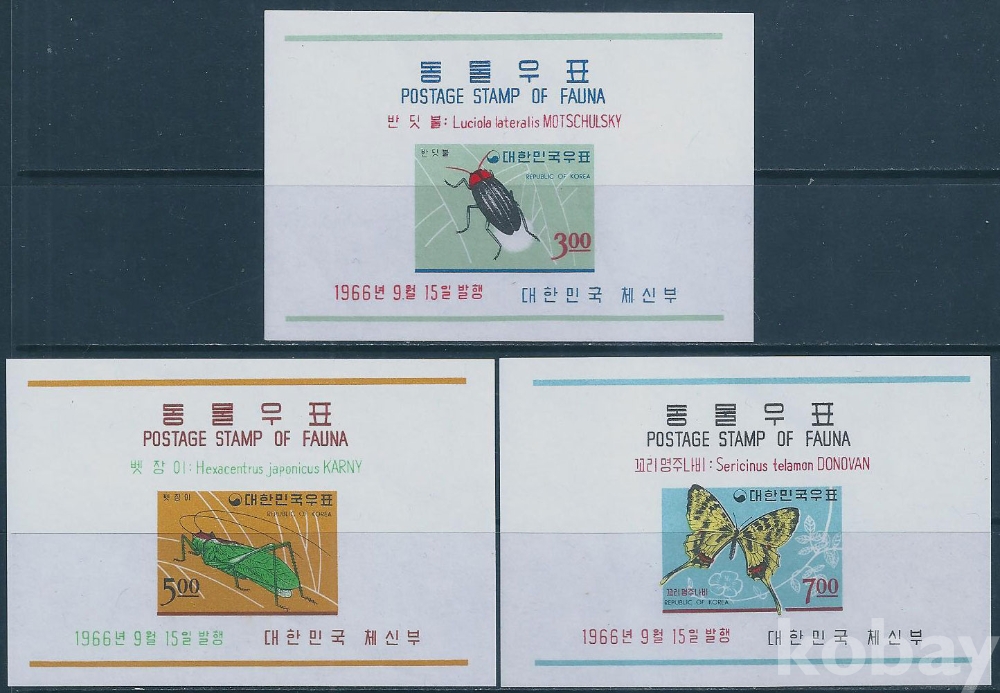 동물우표
POSTAGE STAMP OF FAUNA
반딧불: Luciola lateralis MOTSCHULSKY
반딧불 대한민국우표
REPUBLIC OF KOREA
3.00
1966년 9.월 15일 발행 대한민국 체신부
동물우표
POSTAGE STAMP OF FAUNA
벳장이: Hexacentrus japonicus KARNY
벳장이 대한민국우표
REPUBLIC OF KOREA
5.00
1966년 9월 15일 발행 대한민국 체신부
동물우표
POSTAGE STAMP OF FAUNA
꼬리명주나비: Sericinus telamon DONOVAN
대한민국우표
꼬리명주나비
REPUBLIC OF KOREA
7.00
1966년 9월 15일 발행 대한민국 체신부
kobay